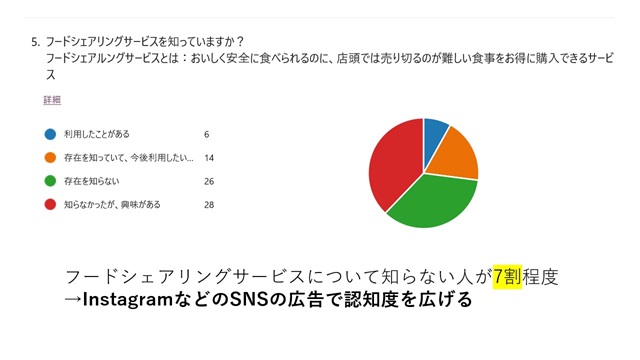 5. フードシェアリングサービスを知っていますか？
フードシェアルングサービスとは：おいしく安全に食べられるのに、店頭では売り切るのが難しい食事をお得に購入できるサービ
ス
詳細
利用したことがある 6
存在を知っていて、今後利用したい... 14
存在を知らない 26
知らなかったが、興味がある 28
フードシェアリングサービスについて知らない人が7割程度
→InstagramなどのSNSの広告で認知度を広げる